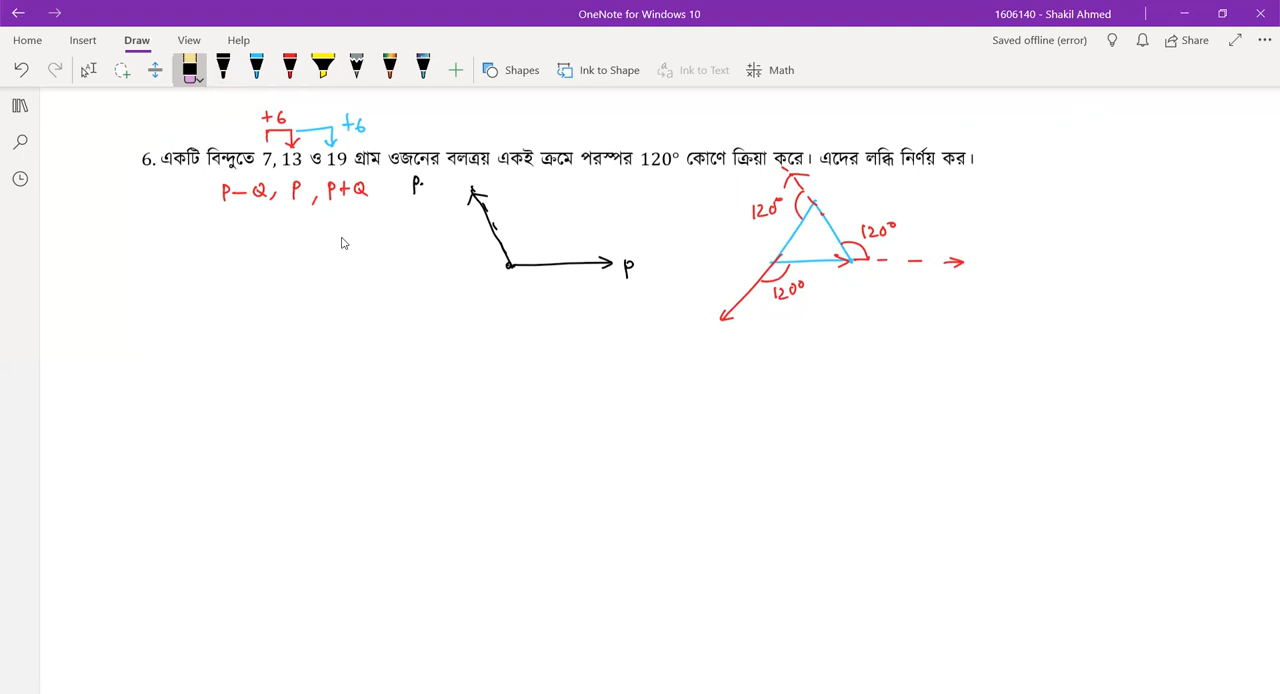 OneNote for Windows 10
1606140 - Shakil Ahmed
Home Insert Draw View Help
Saved offline (error) Share
Shapes Ink to Shape Ink to Text Math
+6 +6
6. একটি বিন্দুতে 7, 13 ও 19 গ্রাম ওজনের বলত্রয় একই ক্রমে পরস্পর 120° কোণে ক্রিয়া করে। এদের লব্ধি নির্ণয় কর।
P-Q, P, P+Q P.
120°
120°
P
120°